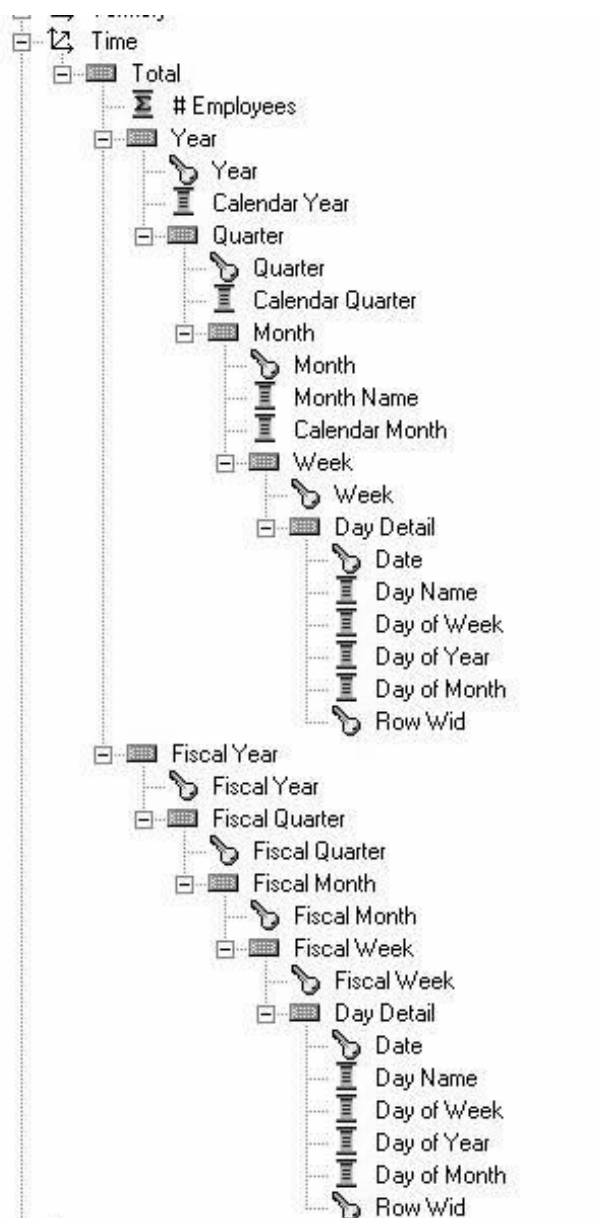 Time
Total
# Employees
Year
Year
Calendar Year
Quarter
Quarter
Calendar Quarter
Month
Month
Month Name
Calendar Month
Week
Week
Day Detail
Date
Day Name
Day of Week
Day of Year
Day of Month
Row Wid
Fiscal Year
Fiscal Year
Fiscal Quarter
Fiscal Quarter
Fiscal Month
Fiscal Month
Fiscal Week
Fiscal Week
Day Detail
Date
Day Name
Day of Week
Day of Year
Day of Month
Row Wid